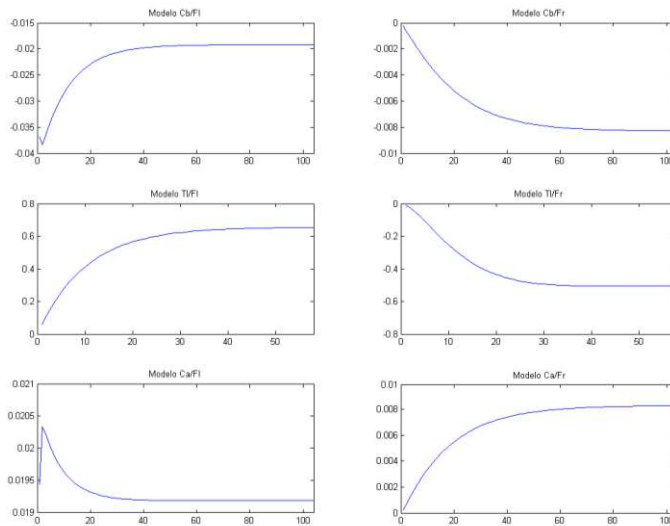 Modelo Cb/Fl
-0.015
-0.02
-0.025
-0.03
-0.035
-0.04
0 20 40 60 80 100
Modelo Cb/Fr
0
-0.002
-0.004
-0.006
-0.008
-0.01
0 20 40 60 80 100
Modelo Tl/Fl
0.8
0.6
0.4
0.2
0
0 10 20 30 40 50
Modelo Tl/Fr
0
-0.2
-0.4
-0.6
-0.8
0 10 20 30 40 50
Modelo Ca/Fl
0.021
0.0205
0.02
0.0195
0.019
0 20 40 60 80 100
Modelo Ca/Fr
0.01
0.008
0.006
0.004
0.002
0
0 20 40 60 80 100